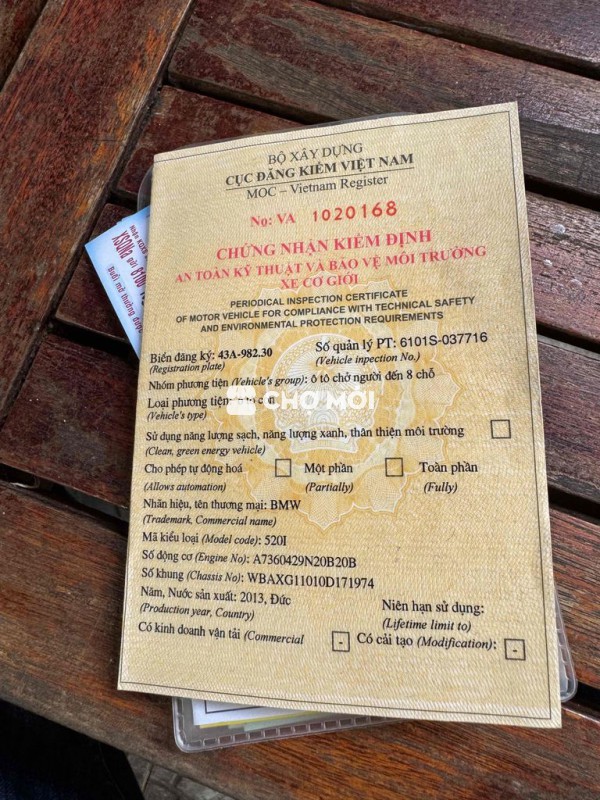 BỘ XÂY DỰNG
CỤC ĐĂNG KIỂM VIỆT NAM
MOC – Vietnam Register
No: VA 1020168
CHỨNG NHẬN KIỂM ĐỊNH
AN TOÀN KỸ THUẬT VÀ BẢO VỆ MÔI TRƯỜNG
XE CƠ GIỚI
PERIODICAL INSPECTION CERTIFICATE
OF MOTOR VEHICLE FOR COMPLIANCE WITH TECHNICAL SAFETY
AND ENVIRONMENTAL PROTECTION REQUIREMENTS
Biển đăng ký: 43A-982.30 Số quản lý PT: 6101S-037716
(Registration plate) (Vehicle inspection No.)
Nhóm phương tiện (Vehicle's group): ô tô chở người đến 8 chỗ
Loại phương tiện: con
(Vehicle's type)
CHỢ MỚI
Sử dụng năng lượng sạch, năng lượng xanh, thân thiện môi trường
(Clean, green energy vehicle)
Cho phép tự động hoá Một phần Toàn phần
(Allows automation) (Partially) (Fully)
Nhãn hiệu, tên thương mại: BMW
(Trademark, Commercial name)
Mã kiểu loại (Model code): 520I
Số động cơ (Engine No): A7360429N20B20B
Số khung (Chassis No): WBAXG11010D171974
Năm, Nước sản xuất: 2013, Đức Niên hạn sử dụng:
(Production year, Country) (Lifetime limit to)
Có kinh doanh vận tải (Commercial - Có cải tạo (Modification): -